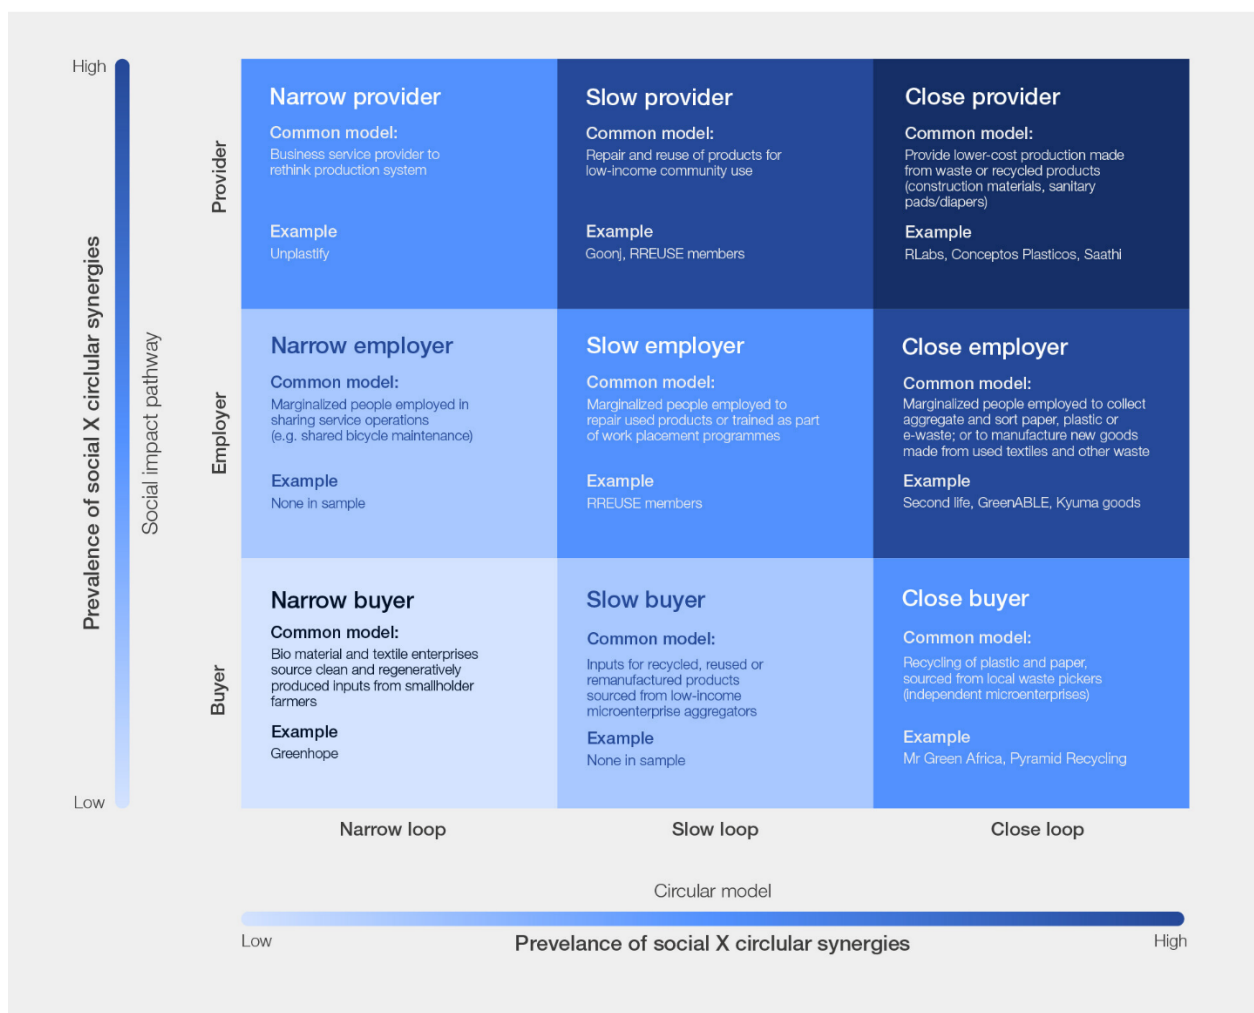 High
Prevalence of social X circlular synergies
Social impact pathway
Low
Provider
Narrow provider
Common model:
Business service provider to
rethink production system
Example
Unplastify
Slow provider
Common model:
Repair and reuse of products for
low-income community use
Example
Goonj, RREUSE members
Close provider
Common model:
Provide lower-cost production made
from waste or recycled products
(construction materials, sanitary
pads/diapers)
Example
RLabs, Conceptos Plasticos, Saathi
Employer
Narrow employer
Common model:
Marginalized people employed in
sharing service operations
(e.g. shared bicycle maintenance)
Example
None in sample
Slow employer
Common model:
Marginalized people employed to
repair used products or trained as part
of work placement programmes
Example
RREUSE members
Close employer
Common model:
Marginalized people employed to collect
aggregate and sort paper, plastic or
e-waste; or to manufacture new goods
made from used textiles and other waste
Example
Second life, GreenABLE, Kyuma goods
Buyer
Narrow buyer
Common model:
Bio material and textile enterprises
source clean and regeneratively
produced inputs from smallholder
farmers
Example
Greenhope
Slow buyer
Common model:
Inputs for recycled, reused or
remanufactured products
sourced from low-income
microenterprise aggregators
Example
None in sample
Close buyer
Common model:
Recycling of plastic and paper,
sourced from local waste pickers
(independent microenterprises)
Example
Mr Green Africa, Pyramid Recycling
Narrow loop
Slow loop
Close loop
Circular model
Low
Prevelance of social X circlular synergies
High